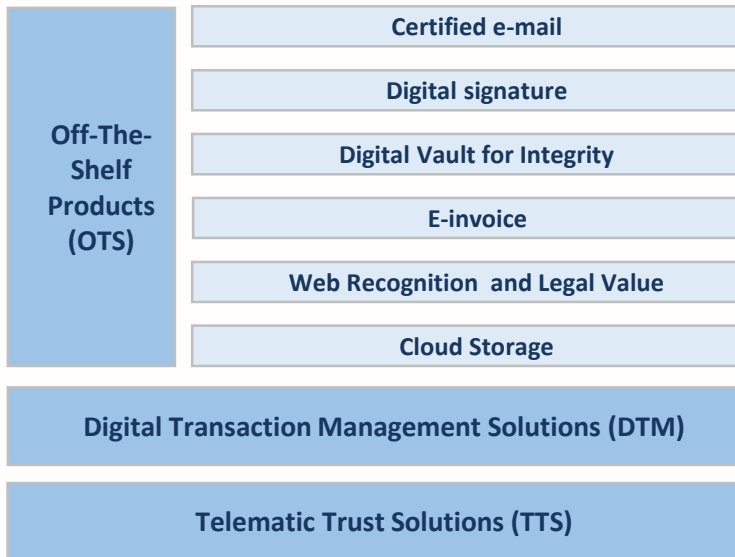 Off-The-
Shelf
Products
(OTS)
Certified e-mail
Digital signature
Digital Vault for Integrity
E-invoice
Web Recognition  and Legal Value
Cloud Storage
Digital Transaction Management Solutions (DTM)
Telematic Trust Solutions (TTS)